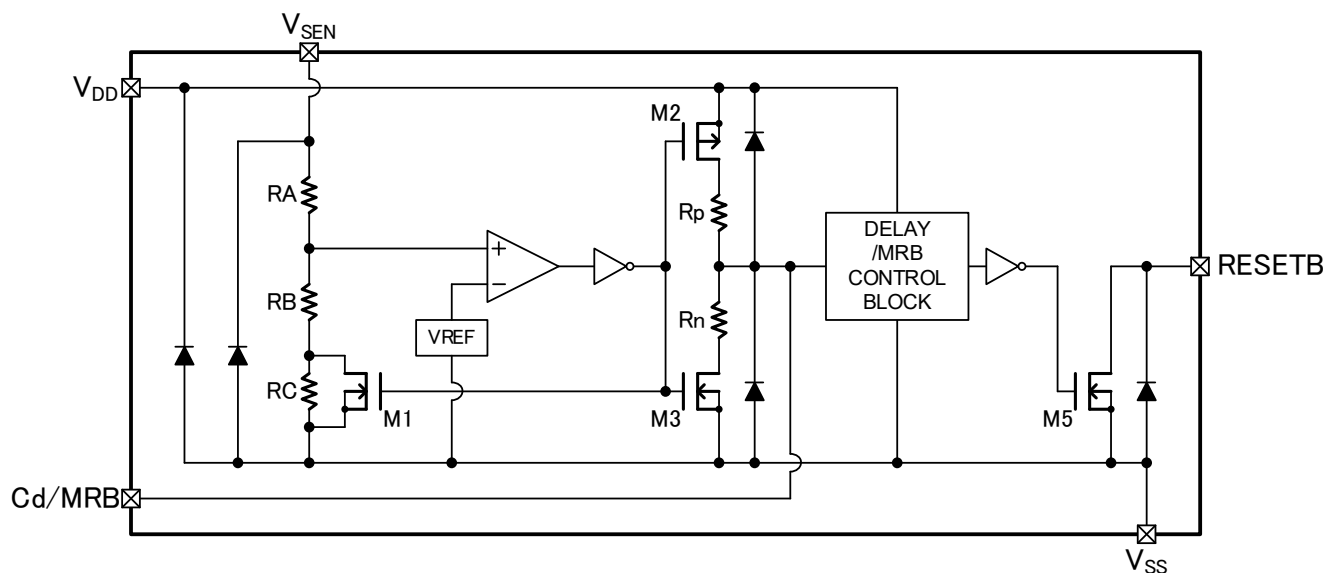 VSEN
VDD
M2
RA
Rp
DELAY
/MRB
CONTROL
BLOCK
RESETB
+
−
RB
Rn
VREF
RC
M1
M3
M5
Cd/MRB
VSS